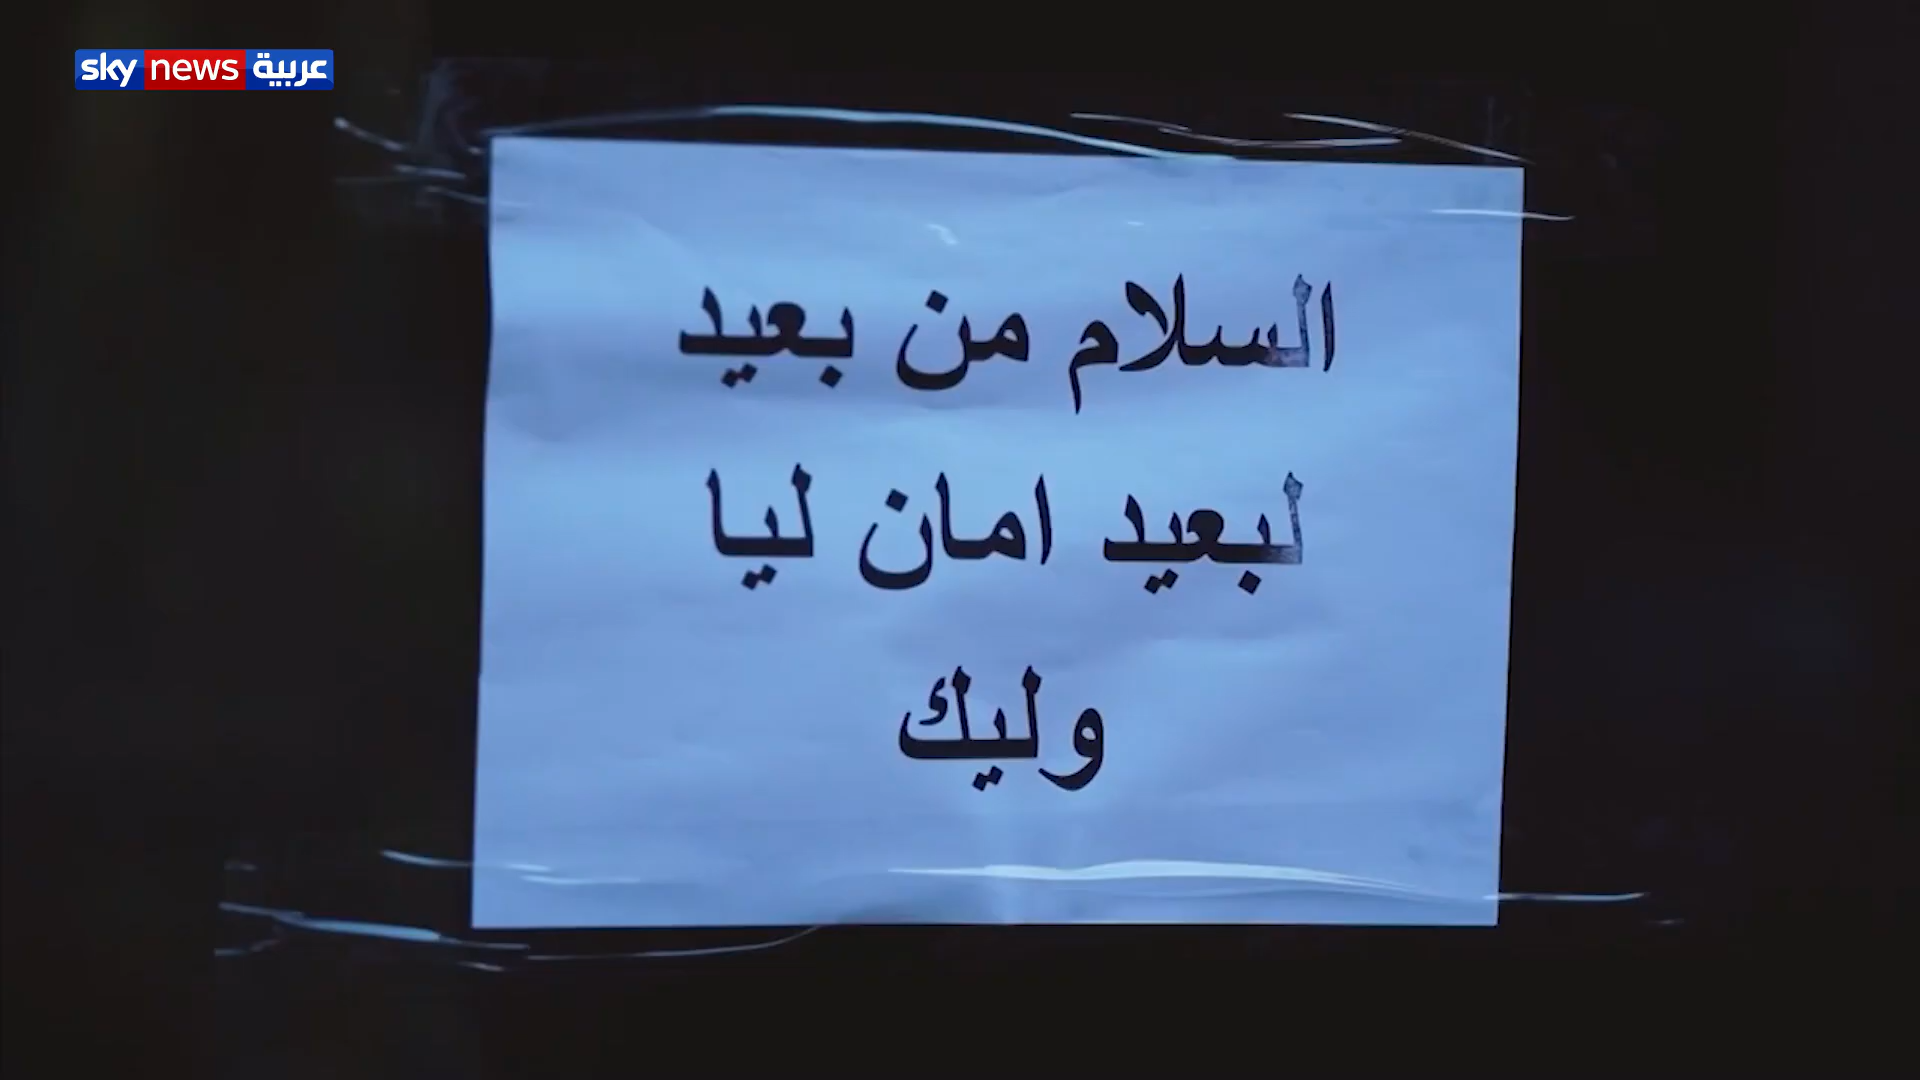 sky news عربية
السلام من بعيد
لبعيد امان ليا
وليك